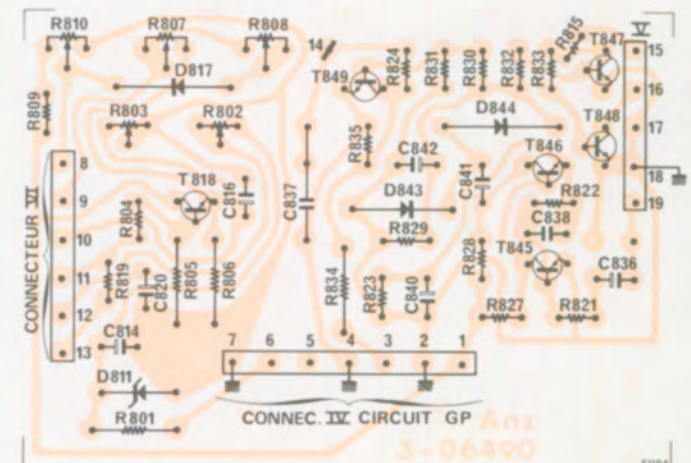 R810
R807
R808
D817
R809
R803
R802
14
T849
R824
R831
R830
R832
R833
R815
T847
V
15
16
17
18
19
T848
D844
R835
C842
C841
T846
R822
C838
T845
C836
D843
R829
R828
R827
R821
C840
R823
R834
C837
C816
T818
R804
R819
C820
R805
R806
CONNECTEUR VI
8
9
10
11
12
13
C814
D811
R801
7 6 5 4 3 2 1
CONNEC. IV CIRCUIT GP
Anz
3-06490